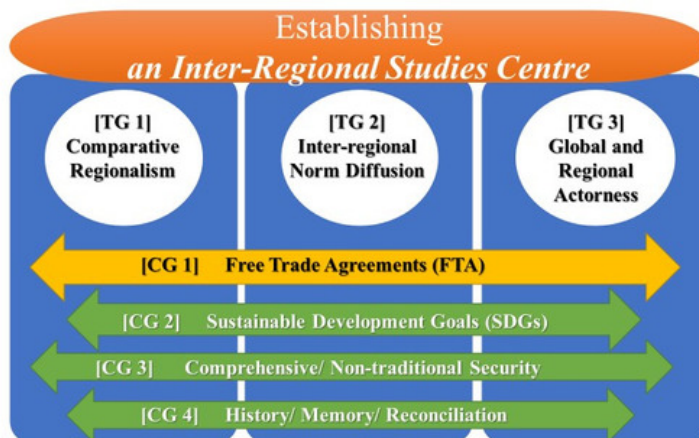 Establishing
an Inter-Regional Studies Centre
[TG 1]
Comparative
Regionalism
[TG 2]
Inter-regional
Norm Diffusion
[TG 3]
Global and
Regional
Actorness
[CG 1] Free Trade Agreements (FTA)
[CG 2] Sustainable Development Goals (SDGs)
[CG 3] Comprehensive/ Non-traditional Security
[CG 4] History/ Memory/ Reconciliation